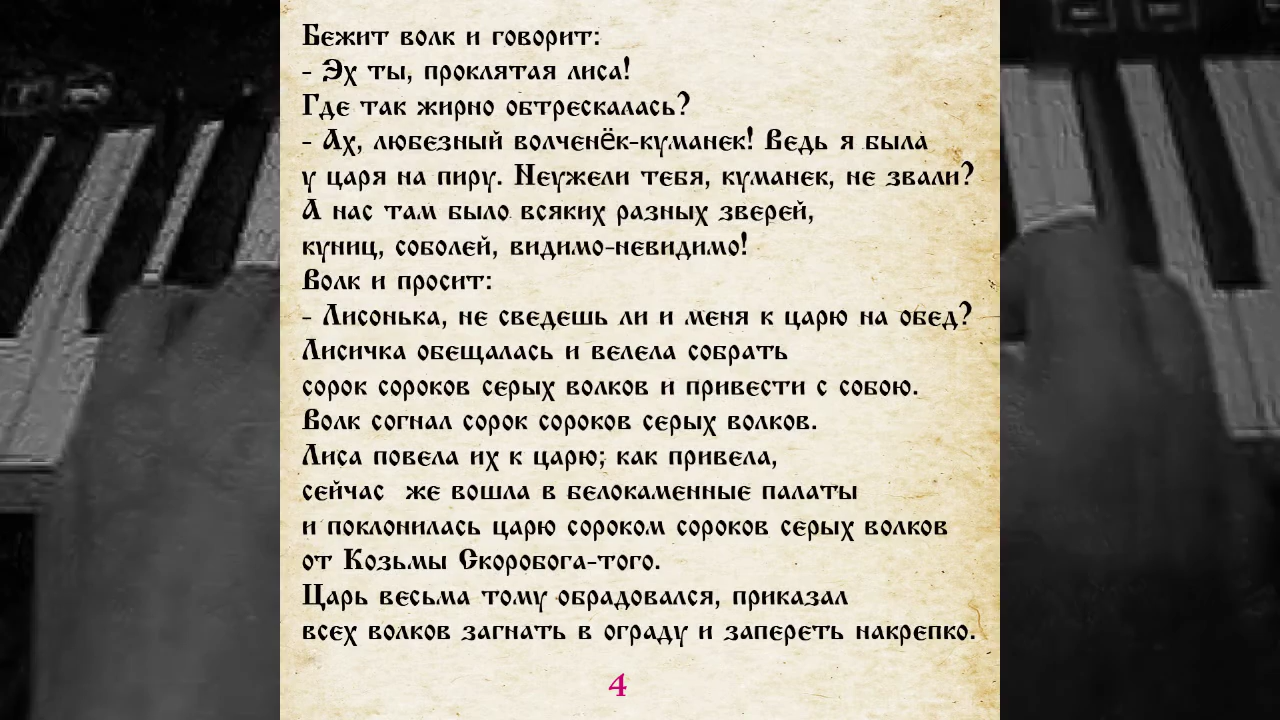 Бежит волк и говорит:
- Эх ты, проклятая лиса!
Где так жирно обтрескалась?
- Ах, любезный волченёк-куманек! Ведь я была
у царя на пиру. Неужели тебя, куманек, не звали?
А нас там было всяких разных зверей,
куниц, соболей, видимо-невидимо!
Волк и просит:
- Лисонька, не сведешь ли и меня к царю на обед?
Лисичка обещалась и велела собрать
сорок сороков серых волков и привести с собою.
Волк согнал сорок сороков серых волков.
Лиса повела их к царю; как привела,
сейчас  же вошла в белокаменные палаты
и поклонилась царю сороком сороков серых волков
от Козьмы Скоробога-того.
Царь весьма тому обрадовался, приказал
всех волков загнать в ограду и запереть накрепко.
4